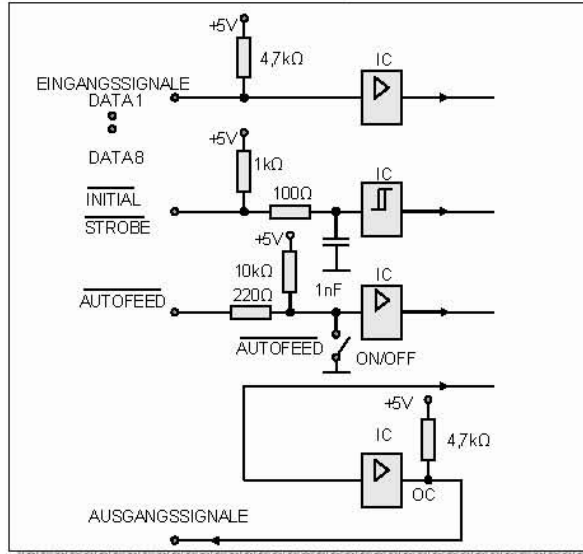 +5V
4,7kΩ
IC
EINGANGSSIGNALE
DATA1
DATA8
+5V
1kΩ
IC
INITIAL
100Ω
STROBE
+5V
10kΩ
1nF
IC
220Ω
AUTOFEED
AUTOFEED
ON/OFF
+5V
IC
4,7kΩ
OC
AUSGANGSSIGNALE